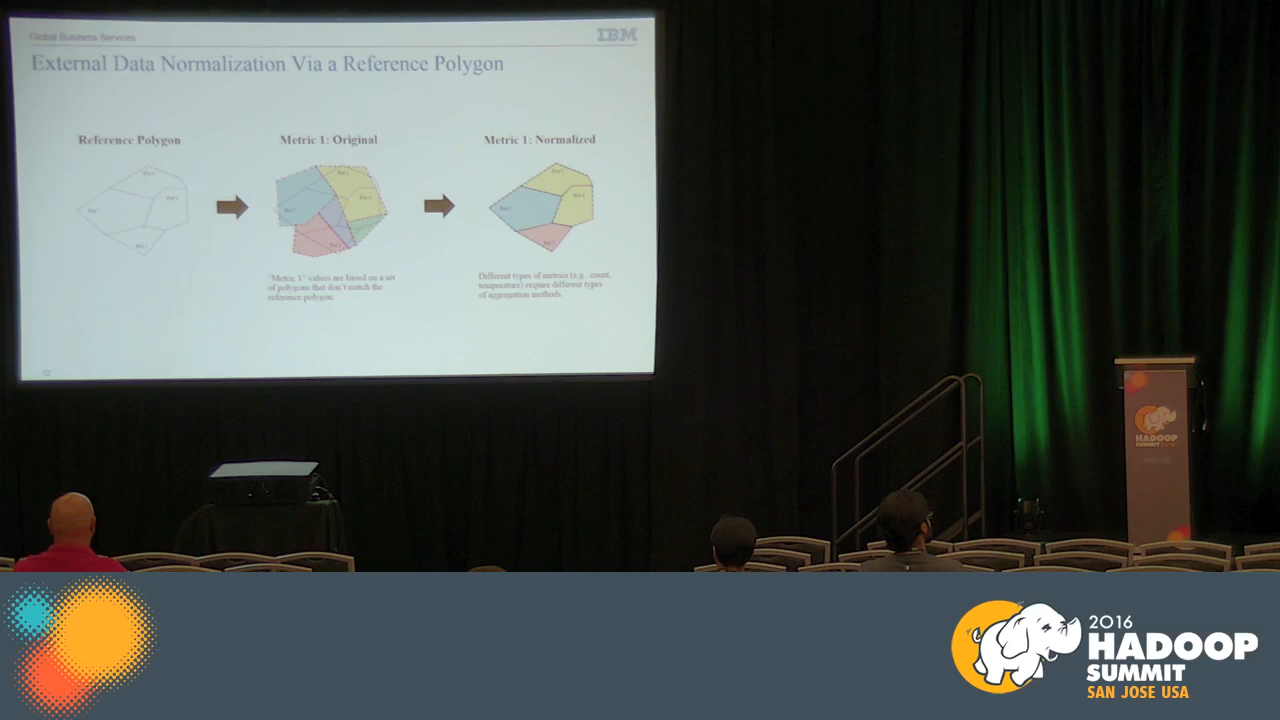 Global Business Services
IBM
External Data Normalization Via a Reference Polygon
Reference Polygon
Metric 1: Original
Metric 1: Normalized
"Metric 1" values are based on a set
of polygons that don't match the
reference polygon.
Different types of metrics (e.g., count,
temperature) require different types
of aggregation methods.
HADOOP
SUMMIT
2016
HADOOP
SUMMIT
SAN JOSE USA